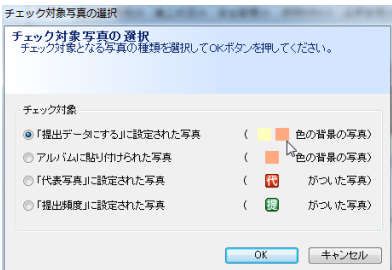 チェック対象写真の選択
チェック対象写真の選択
チェック対象となる写真の種類を選択してOKボタンを押してください。
チェック対象
「提出データにする」に設定された写真 ( 色の背景の写真)
アルバムに貼り付けられた写真 ( 色の背景の写真)
「代表写真」に設定された写真 ( 代 がついた写真)
「提出頻度」に設定された写真 ( 提 がついた写真)
OK キャンセル